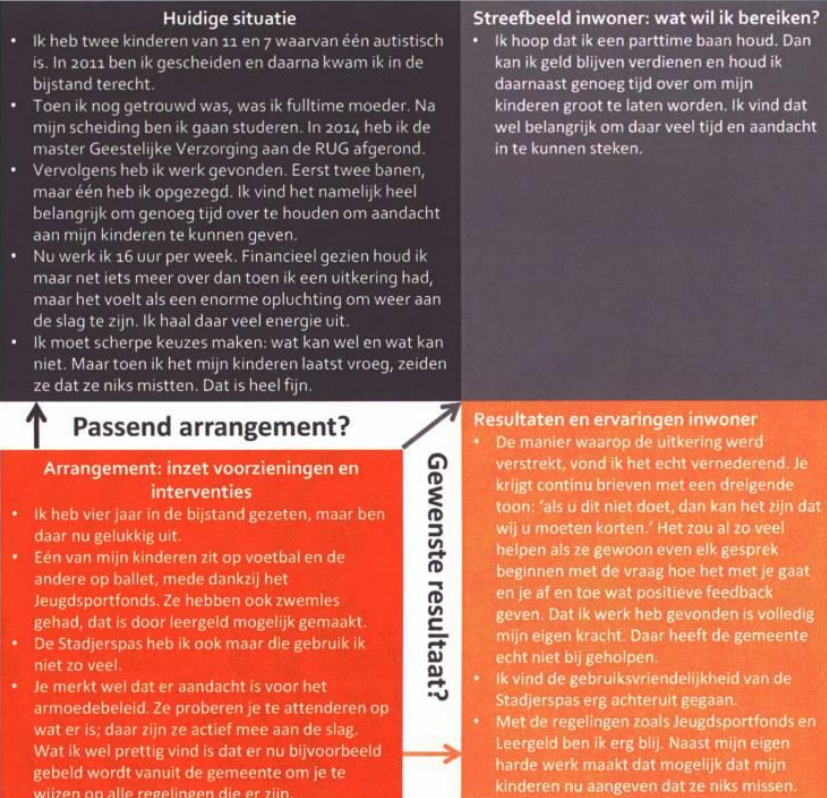 Huidige situatie
• Ik heb twee kinderen van 11 en 7 waarvan één autistisch
is. In 2011 ben ik gescheiden en daarna kwam ik in de
bijstand terecht.
• Toen ik nog getrouwd was, was ik fulltime moeder. Na
mijn scheiding ben ik gaan studeren. In 2014 heb ik de
master Geestelijke Verzorging aan de RUG afgerond.
• Vervolgens heb ik werk gevonden. Eerst twee banen,
maar één heb ik opgezegd. Ik vind het namelijk heel
belangrijk om genoeg tijd over te houden om aandacht
aan mijn kinderen te kunnen geven.
• Nu werk ik 16 uur per week. Financieel gezien houd ik
maar net iets meer over dan toen ik een uitkering had,
maar het voelt als een enorme opluchting om weer aan
de slag te zijn. Ik haal daar veel energie uit.
• Ik moet scherpe keuzes maken: wat kan wel en wat kan
niet. Maar toen ik het mijn kinderen laatst vroeg, zeiden
ze dat ze niks mistten. Dat is heel fijn.
Streefbeeld inwoner: wat wil ik bereiken?
• Ik hoop dat ik een parttime baan houd. Dan
kan ik geld blijven verdienen en houd ik
daarnaast genoeg tijd over om mijn
kinderen groot te laten worden. Ik vind dat
wel belangrijk om daar veel tijd en aandacht
in te kunnen steken.
Passend arrangement?
Arrangement: inzet voorzieningen en
interventies
• Ik heb vier jaar in de bijstand gezeten, maar ben
daar nu gelukkig uit.
• Eén van mijn kinderen zit op voetbal en de
andere op ballet, mede dankzij het
Jeugdsportfonds. Ze hebben ook zwemles
gehad, dat is door leergeld mogelijk gemaakt.
• De Stadjerspas heb ik ook maar die gebruik ik
niet zo veel.
• Je merkt wel dat er aandacht is voor het
armoedebeleid. Ze proberen je te attenderen op
wat er is; daar zijn ze actief mee aan de slag.
Wat ik wel prettig vind is dat er nu bijvoorbeeld
gebeld wordt vanuit de gemeente om je te
wijzen op alle regelingen die er zijn.
Gewenste resultaat?
Resultaten en ervaringen inwoner
• De manier waarop de uitkering werd
verstrekt, vond ik het echt vernederend. Je
krijgt continu brieven met een dreigende
toon: ‘als u dit niet doet, dan kan het zijn dat
wij u moeten korten.’ Het zou al zo veel
helpen als ze gewoon even elk gesprek
beginnen met de vraag hoe het met je gaat
en je af en toe wat positieve feedback
geven. Dat ik werk heb gevonden is volledig
mijn eigen kracht. Daar heeft de gemeente
echt niet bij geholpen.
• Ik vind de gebruiksvriendelijkheid van de
Stadjerspas erg achteruit gegaan.
• Met de regelingen zoals Jeugdsportfonds en
Leergeld ben ik erg blij. Naast mijn eigen
harde werk maakt dat mogelijk dat mijn
kinderen nu aangeven dat ze niks missen.